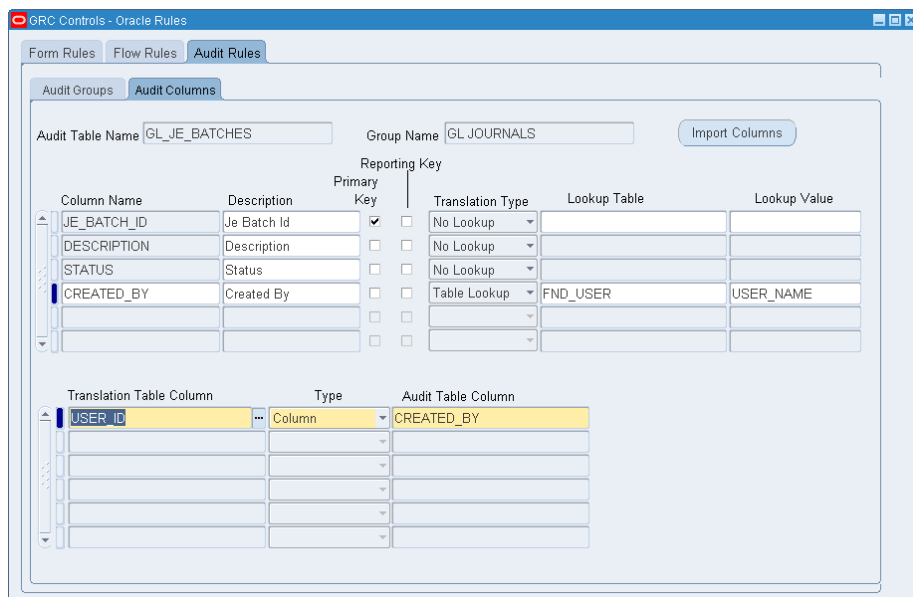 GRC Controls - Oracle Rules
Form Rules Flow Rules Audit Rules
Audit Groups Audit Columns
Audit Table Name GL_JE_BATCHES Group Name GL JOURNALS Import Columns
Reporting Key
Primary
Key
Column Name Description Translation Type Lookup Table Lookup Value
JE_BATCH_ID Je Batch Id No Lookup
DESCRIPTION Description No Lookup
STATUS Status No Lookup
CREATED_BY Created By Table Lookup FND_USER USER_NAME
Translation Table Column Type Audit Table Column
USER_ID ... Column CREATED_BY